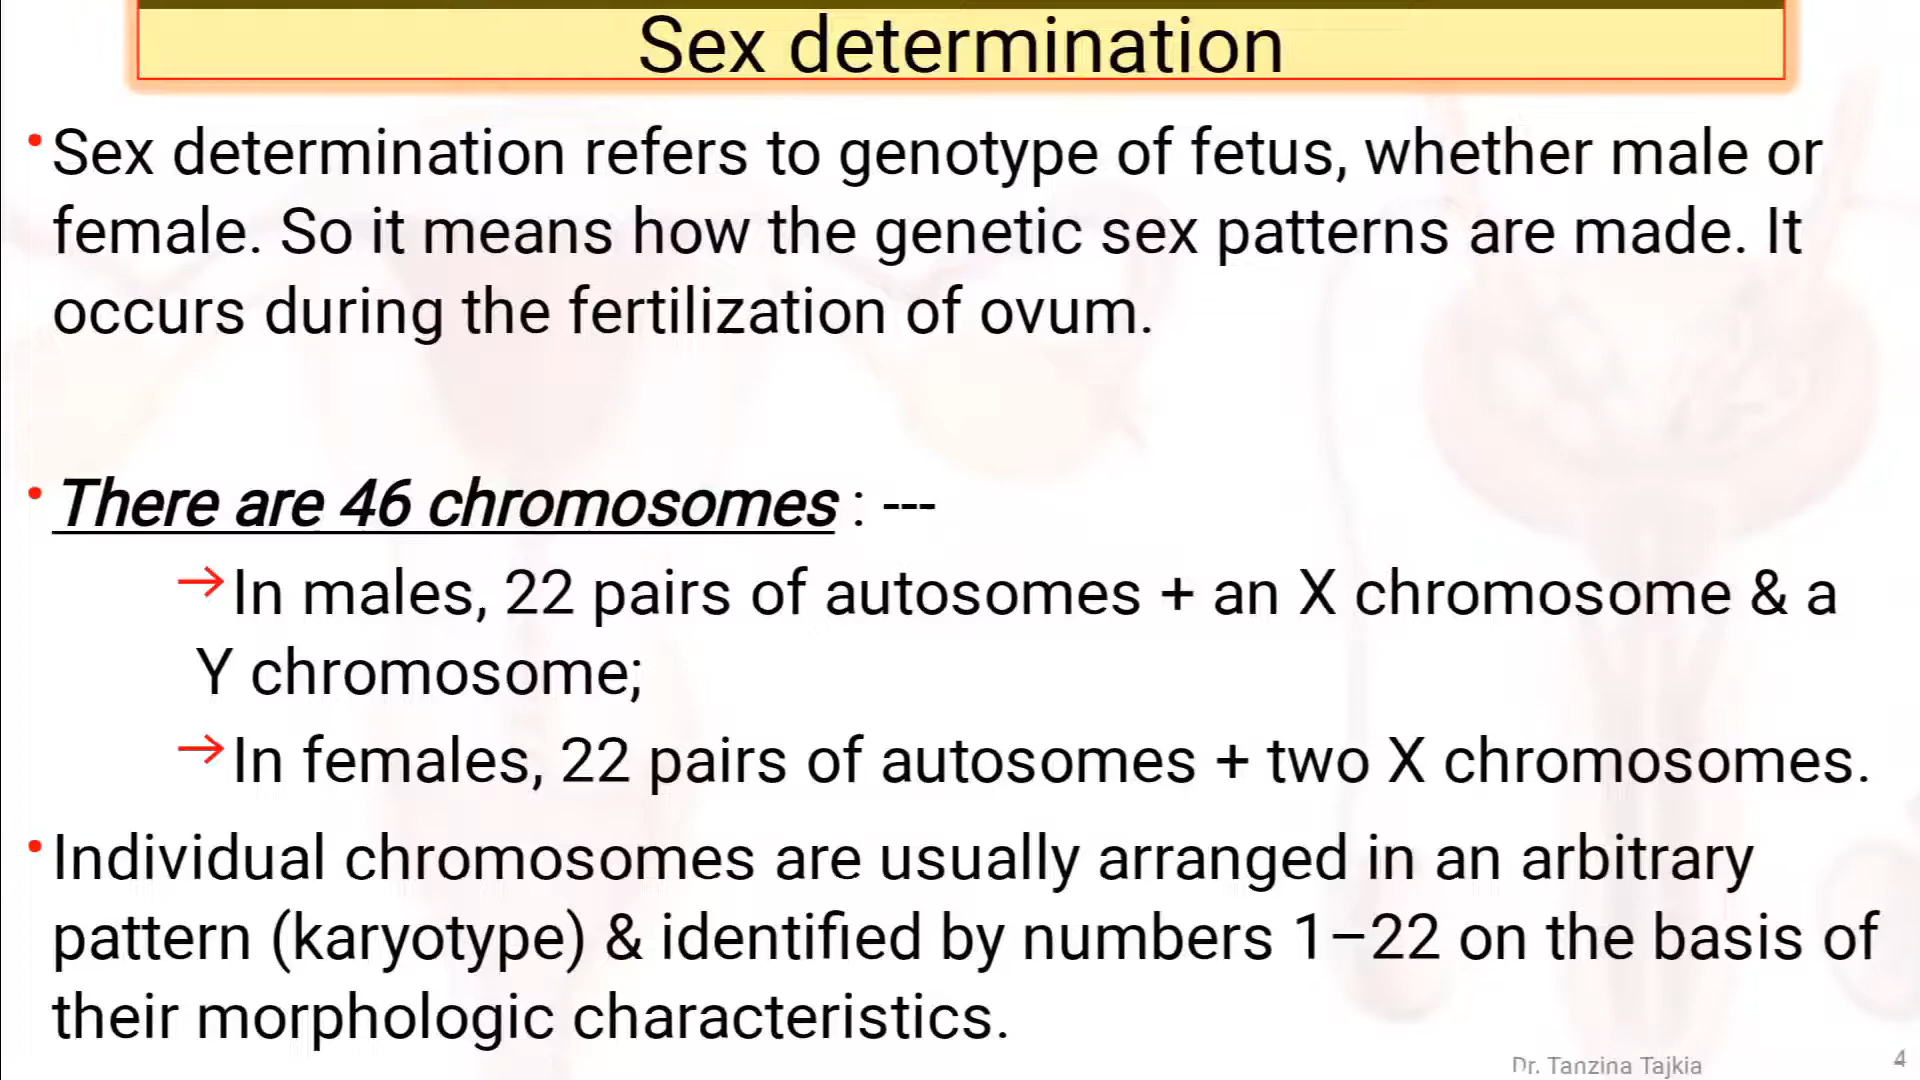 Sex determination
• Sex determination refers to genotype of fetus, whether male or
female. So it means how the genetic sex patterns are made. It
occurs during the fertilization of ovum.
• There are 46 chromosomes : ---
→In males, 22 pairs of autosomes + an X chromosome & a
Y chromosome;
→In females, 22 pairs of autosomes + two X chromosomes.
• Individual chromosomes are usually arranged in an arbitrary
pattern (karyotype) & identified by numbers 1–22 on the basis of
their morphologic characteristics.
Dr. Tanzina Tajkia
4